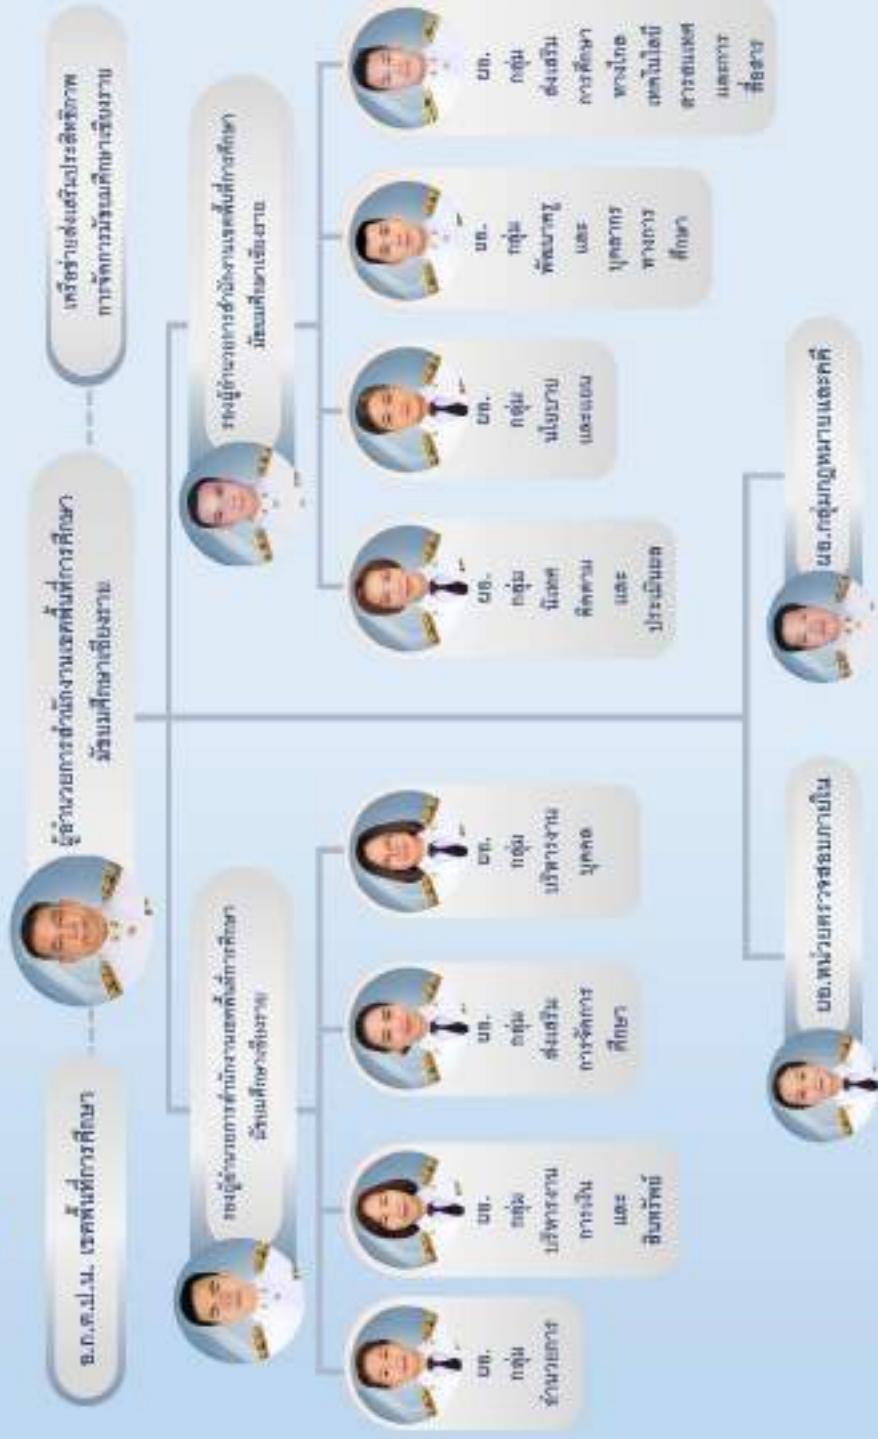 ผู้อำนวยการสำนักงานเขตพื้นที่การศึกษา
มัธยมศึกษาเชียงราย
อ.ก.ต.ป.น. เขตพื้นที่การศึกษา
เครือข่ายส่งเสริมประสิทธิภาพ
การจัดการมัธยมศึกษาเชียงราย
รองผู้อำนวยการสำนักงานเขตพื้นที่การศึกษา
มัธยมศึกษาเชียงราย
รองผู้อำนวยการสำนักงานเขตพื้นที่การศึกษา
มัธยมศึกษาเชียงราย
ผอ.
กลุ่ม
อำนวยการ
ผอ.
กลุ่ม
บริหารงาน
การเงิน
และ
สินทรัพย์
ผอ.
กลุ่ม
ส่งเสริม
การจัดการ
ศึกษา
ผอ.
กลุ่ม
บริหารงาน
บุคคล
ผอ.
กลุ่ม
นิเทศ
ติดตาม
และ
ประเมินผล
ผอ.
กลุ่ม
นโยบาย
และแผน
ผอ.
กลุ่ม
พัฒนาครู
และ
บุคลากร
ทางการ
ศึกษา
ผอ.
กลุ่ม
ส่งเสริม
การศึกษา
ทางไกล
เทคโนโลยี
สารสนเทศ
และการ
สื่อสาร
ผอ.หน่วยตรวจสอบภายใน
ผอ.กลุ่มกฎหมายและคดี